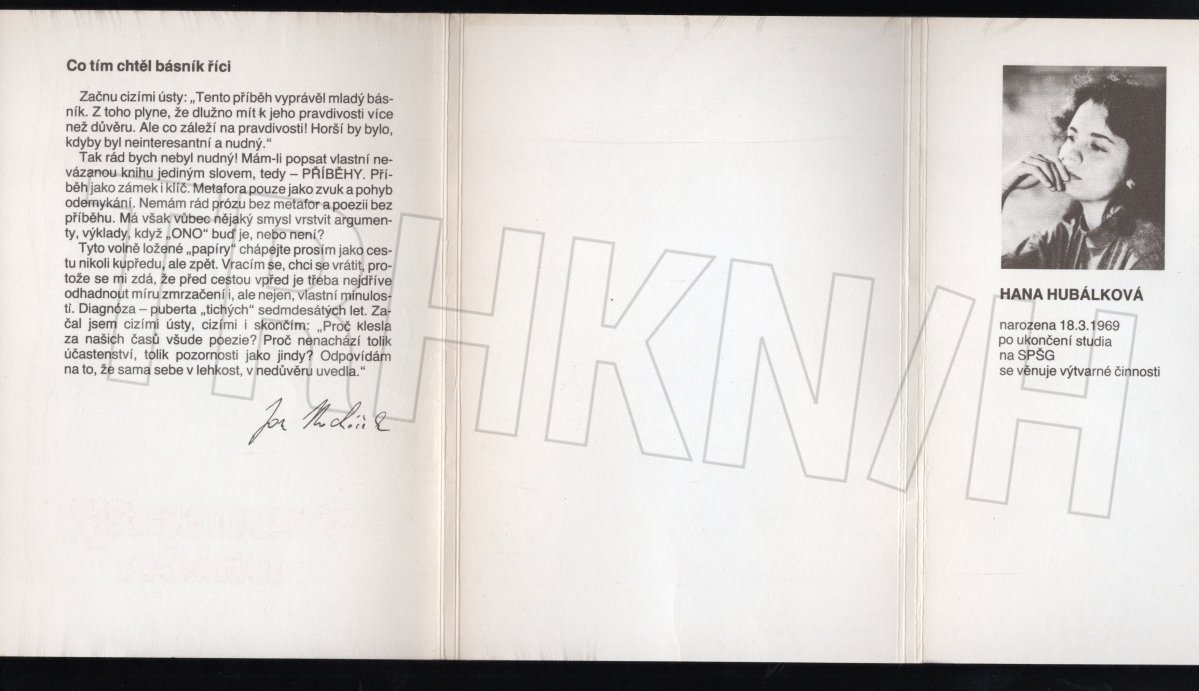 Co tím chtěl básník říci
Začnu cizími ústy: „Tento příběh vyprávěl mladý bás-
ník. Z toho plyne, že dlužno mít k jeho pravdivosti více
než důvěru. Ale co záleží na pravdivosti! Horší by bylo,
kdyby byl neinteresantní a nudný.“
Tak rád bych nebyl nudný! Mám-li popsat vlastní ne-
vázanou knihu jediným slovem, tedy – PŘÍBĚHY. Pří-
běh jako zámek i klíč. Metafora pouze jako zvuk a pohyb
odemykání. Nemám rád prózu bez metafor a poezii bez
příběhu. Má však vůbec nějaký smysl vrstvit argumen-
ty, výklady, když „ONO“ buď je, nebo není?
Tyto volně ložené „papíry“ chápejte prosím jako ces-
tu nikoli kupředu, ale zpět. Vracím se, chci se vrátit, pro-
tože se mi zdá, že před cestou vpřed je třeba nejdříve
odhadnout míru zmrzačení i, ale nejen, vlastní minulos-
ti. Diagnóza – puberta „tichých“ sedmdesátých let. Za-
čal jsem cizími ústy, cizími i skončím: „Proč klesla
za našich časů všude poezie? Proč nenachází tolik
účastenství, tolik pozornosti jako jindy? Odpovídám
na to, že sama sebe v lehkost, v nedůvěru uvedla.“
HANA HUBÁLKOVÁ
narozena 18.3.1969
po ukončení studia
na SPŠG
se věnuje výtvarné činnosti
TRHKNIH